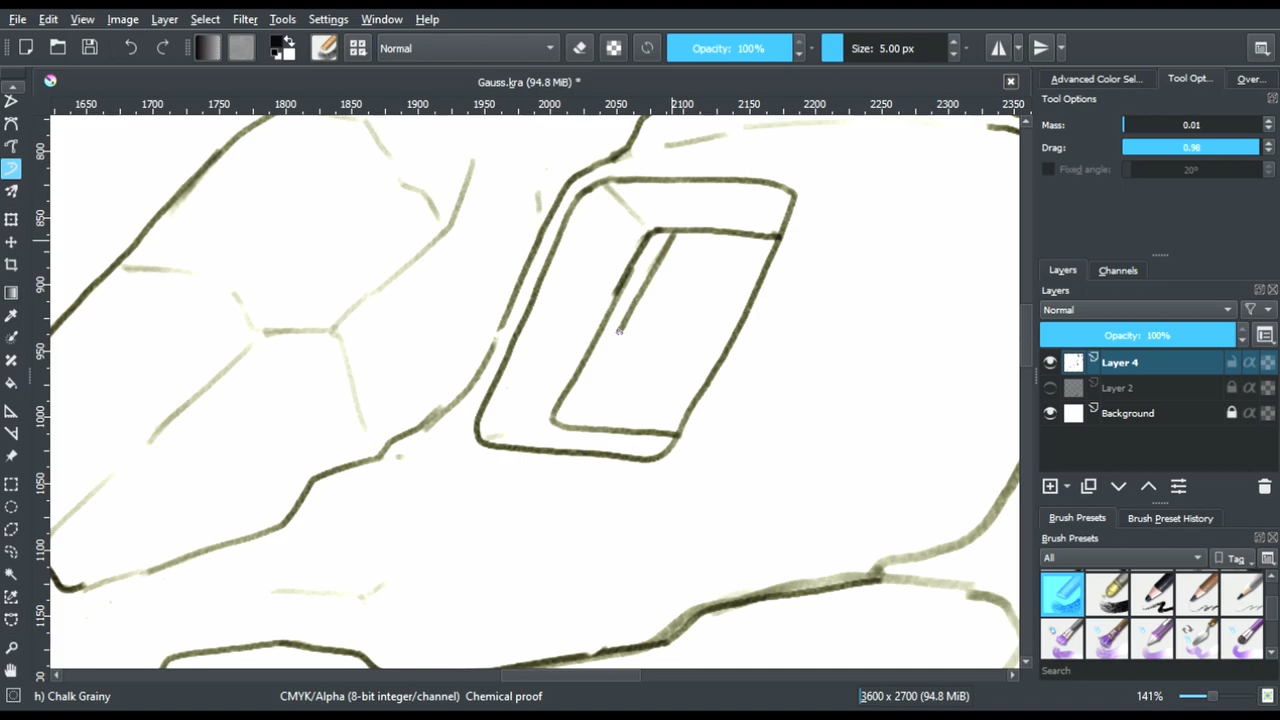 File Edit View Image Layer Select Filter Tools Settings Window Help
Normal Opacity: 100% Size: 5.00 px
Gauss.kra (94.8 MiB) *
Advanced Color Sel... Tool Opt... Over...
1650 1700 1750 1800 1850 1900 1950 2000 2050 2100 2150 2200 2250 2300 2350
800
850
900
950
1000
1050
1100
1150
Tool Options
Mass: 0.01
Drag: 0.98
Fixed angle: 20º
Layers Channels
Layers
Normal
Opacity: 100%
Layer 4
Layer 2
Background
Brush Presets Brush Preset History
Brush Presets
All Tag
Search
h) Chalk Grainy CMYK/Alpha (8-bit integer/channel) Chemical proof 3600 x 2700 (94.8 MiB) 141%